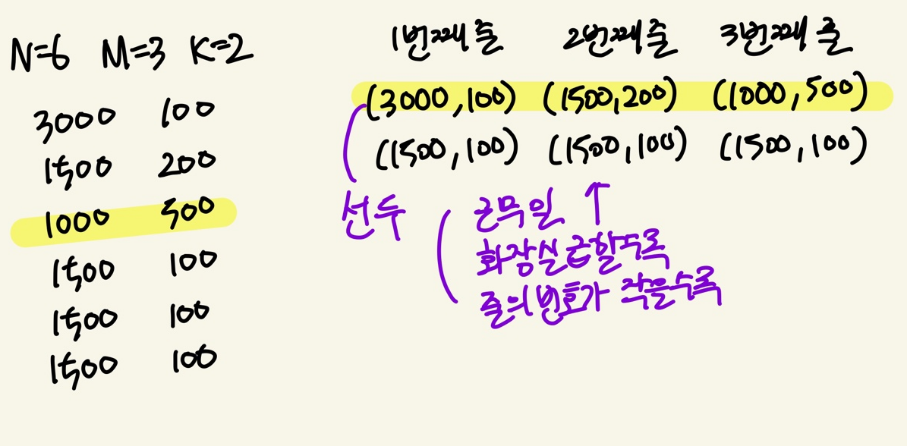 N=6 M=3 K=2
3000 100
1500 200
1000 500
1500 100
1500 100
1500 100
1번째 줄 2번째 줄 3번째 줄
(3000,100) (1500,200) (1000,500)
(1500,100) (1500,100) (1500,100)
선두
근무일 ↑
화장실 급할수록
줄의 번호가 작을수록